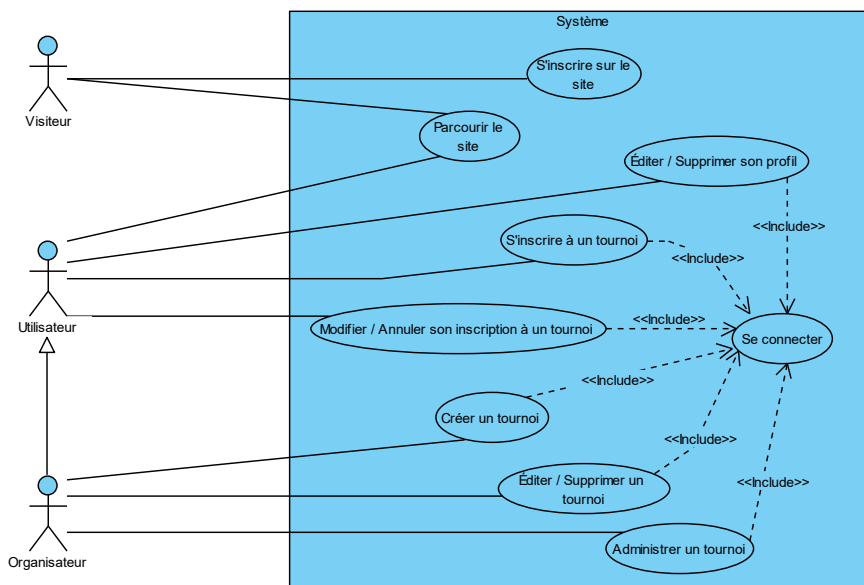 Système
S'inscrire sur le
site
Visiteur
Parcourir le
site
Éditer / Supprimer son profil
S'inscrire à un tournoi
<<Include>>
<<Include>>
Utilisateur
Modifier / Annuler son inscription à un tournoi
<<Include>>
Se connecter
<<Include>>
Créer un tournoi
<<Include>>
Éditer / Supprimer un
tournoi
<<Include>>
Organisateur
Administrer un tournoi